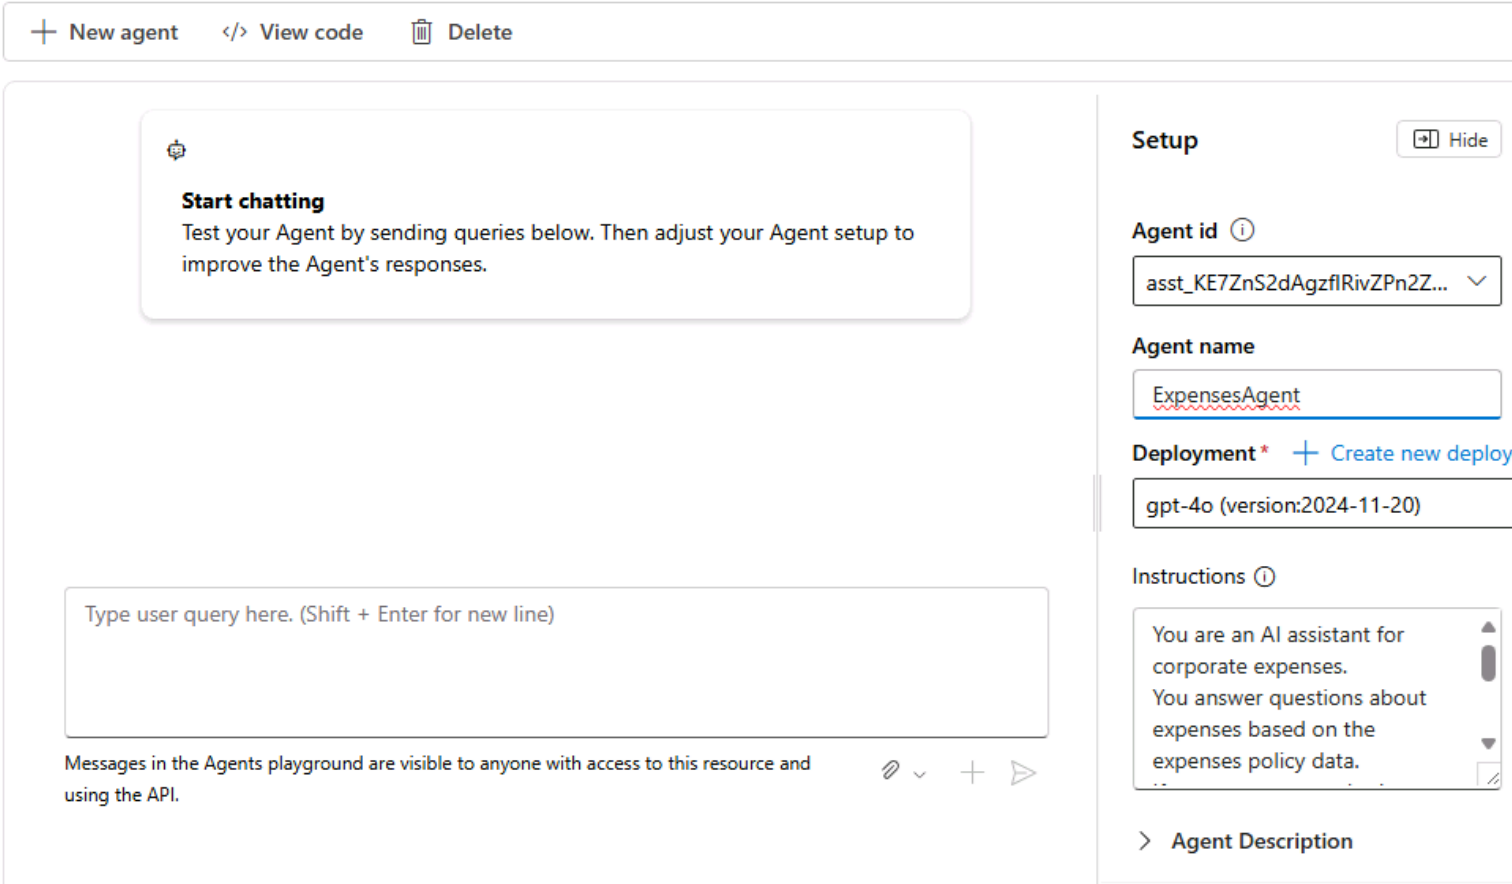 New agent
View code
Delete
Start chatting
Test your Agent by sending queries below. Then adjust your Agent setup to
improve the Agent's responses.
Type user query here. (Shift + Enter for new line)
Messages in the Agents playground are visible to anyone with access to this resource and
using the API.
Setup
Hide
Agent id
asst_KE7ZnS2dAgzflRivZPn2Z...
Agent name
ExpensesAgent
Deployment*
Create new deploy
gpt-4o (version:2024-11-20)
Instructions
You are an AI assistant for
corporate expenses.
You answer questions about
expenses based on the
expenses policy data.
Agent Description